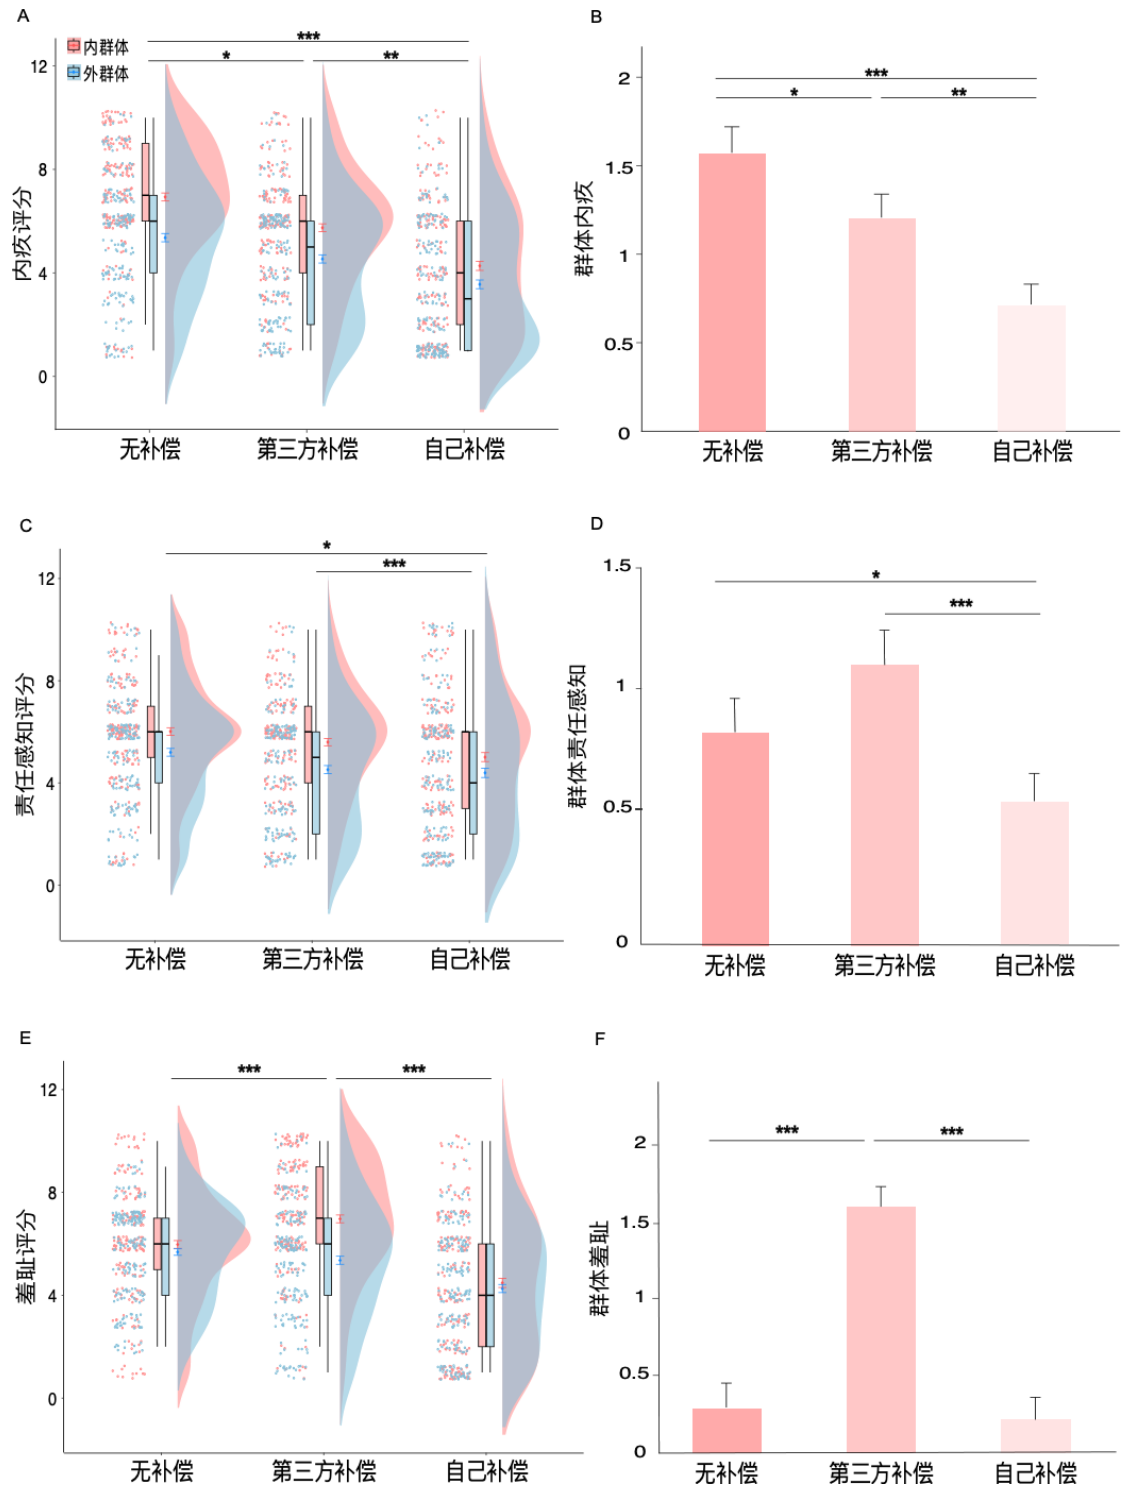 A
内群体
外群体
***
*
**
12
8
4
0
内疚评分
无补偿
第三方补偿
自己补偿
B
***
*
**
2
1.5
1
0.5
0
群体内疚
无补偿
第三方补偿
自己补偿
C
*
***
12
8
4
0
责任感知评分
无补偿
第三方补偿
自己补偿
D
*
***
1.5
1
0.5
0
群体责任感知
无补偿
第三方补偿
自己补偿
E
***
***
12
8
4
0
羞耻评分
无补偿
第三方补偿
自己补偿
F
***
***
2
1.5
1
0.5
0
群体羞耻
无补偿
第三方补偿
自己补偿